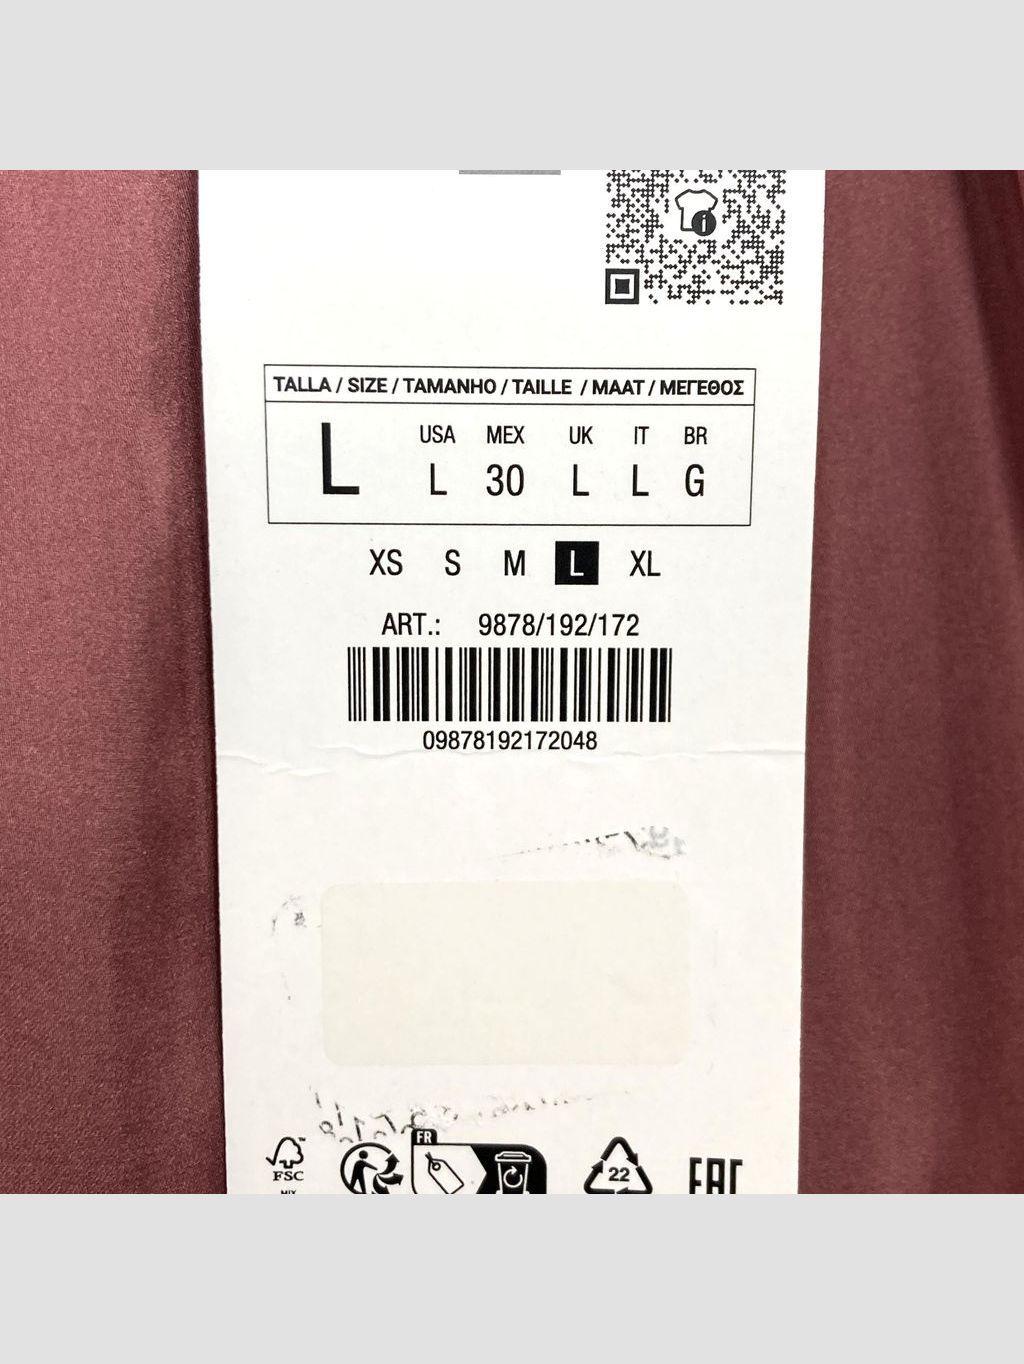 TALLA / SIZE / TAMANHO / TAILLE / MAAT / ΜΕΓΕΘΟΣ
USA MEX UK IT BR
L L 30 L L G
XS S M L XL
ART.: 9878/192/172
09878192172048
FR
22
FSC
EAC